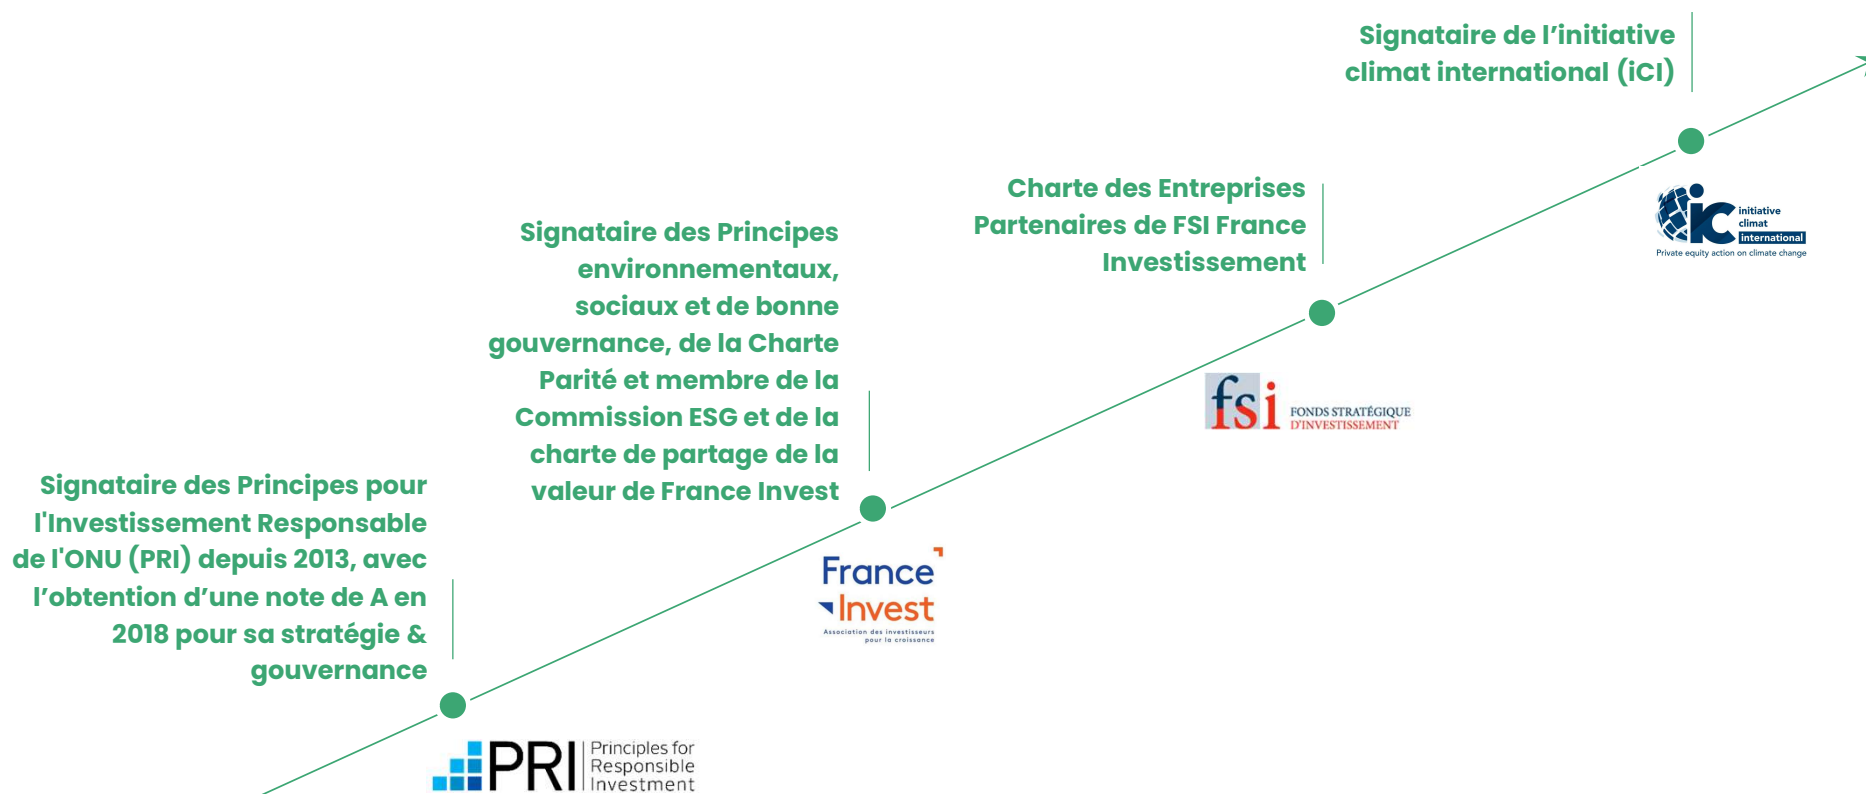 Signataire de l’initiative
climat international (iCI)
iC
initiative
climat
international
Private equity action on climate change
Charte des Entreprises
Partenaires de FSI France
Investissement
fsi
FONDS STRATÉGIQUE
D'INVESTISSEMENT
Signataire des Principes
environnementaux,
sociaux et de bonne
gouvernance, de la Charte
Parité et membre de la
Commission ESG et de la
charte de partage de la
valeur de France Invest
France
Invest
Association des investisseurs
pour la croissance
Signataire des Principes pour
l'Investissement Responsable
de l'ONU (PRI) depuis 2013, avec
l’obtention d’une note de A en
2018 pour sa stratégie &
gouvernance
PRI
Principles for
Responsible
Investment